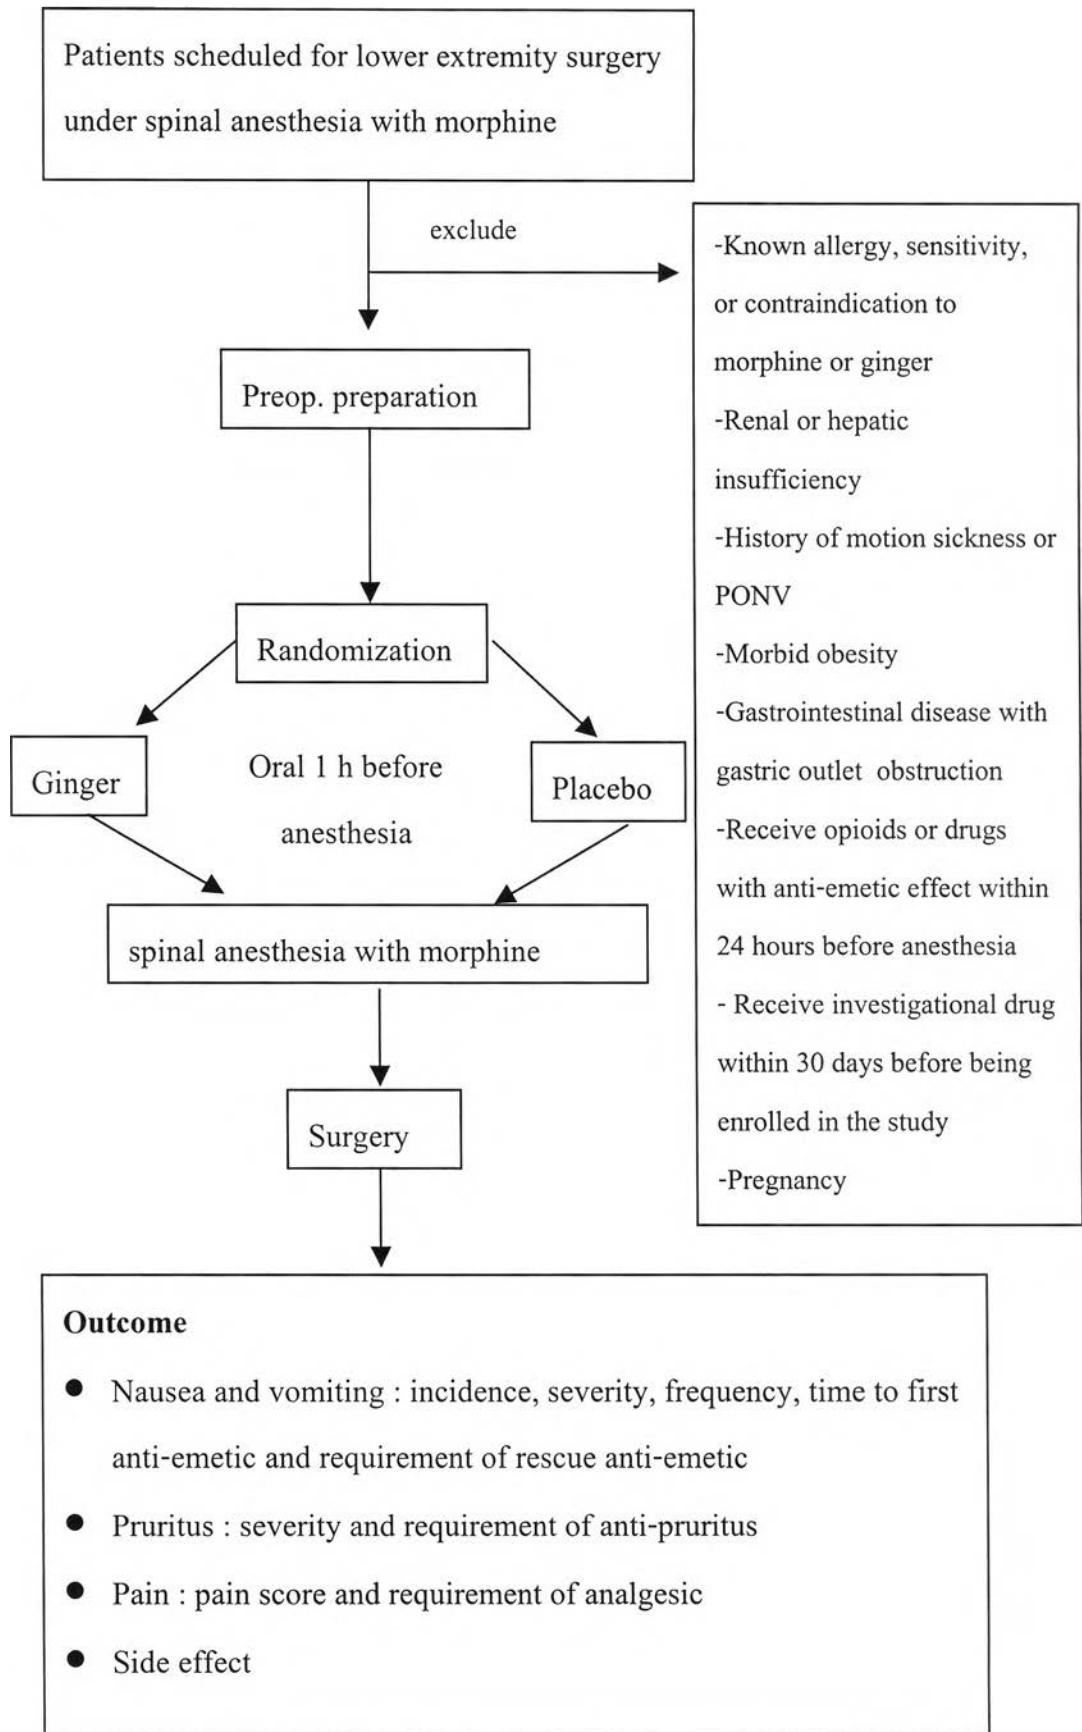 Patients scheduled for lower extremity surgery
under spinal anesthesia with morphine
exclude
-Known allergy, sensitivity,
or contraindication to
morphine or ginger
-Renal or hepatic
insufficiency
-History of motion sickness or
PONV
-Morbid obesity
-Gastrointestinal disease with
gastric outlet obstruction
-Receive opioids or drugs
with anti-emetic effect within
24 hours before anesthesia
- Receive investigational drug
within 30 days before being
enrolled in the study
-Pregnancy
Preop. preparation
Randomization
Ginger
Oral 1 h before
anesthesia
Placebo
spinal anesthesia with morphine
Surgery
Outcome
● Nausea and vomiting : incidence, severity, frequency, time to first
anti-emetic and requirement of rescue anti-emetic
● Pruritus : severity and requirement of anti-pruritus
● Pain : pain score and requirement of analgesic
● Side effect